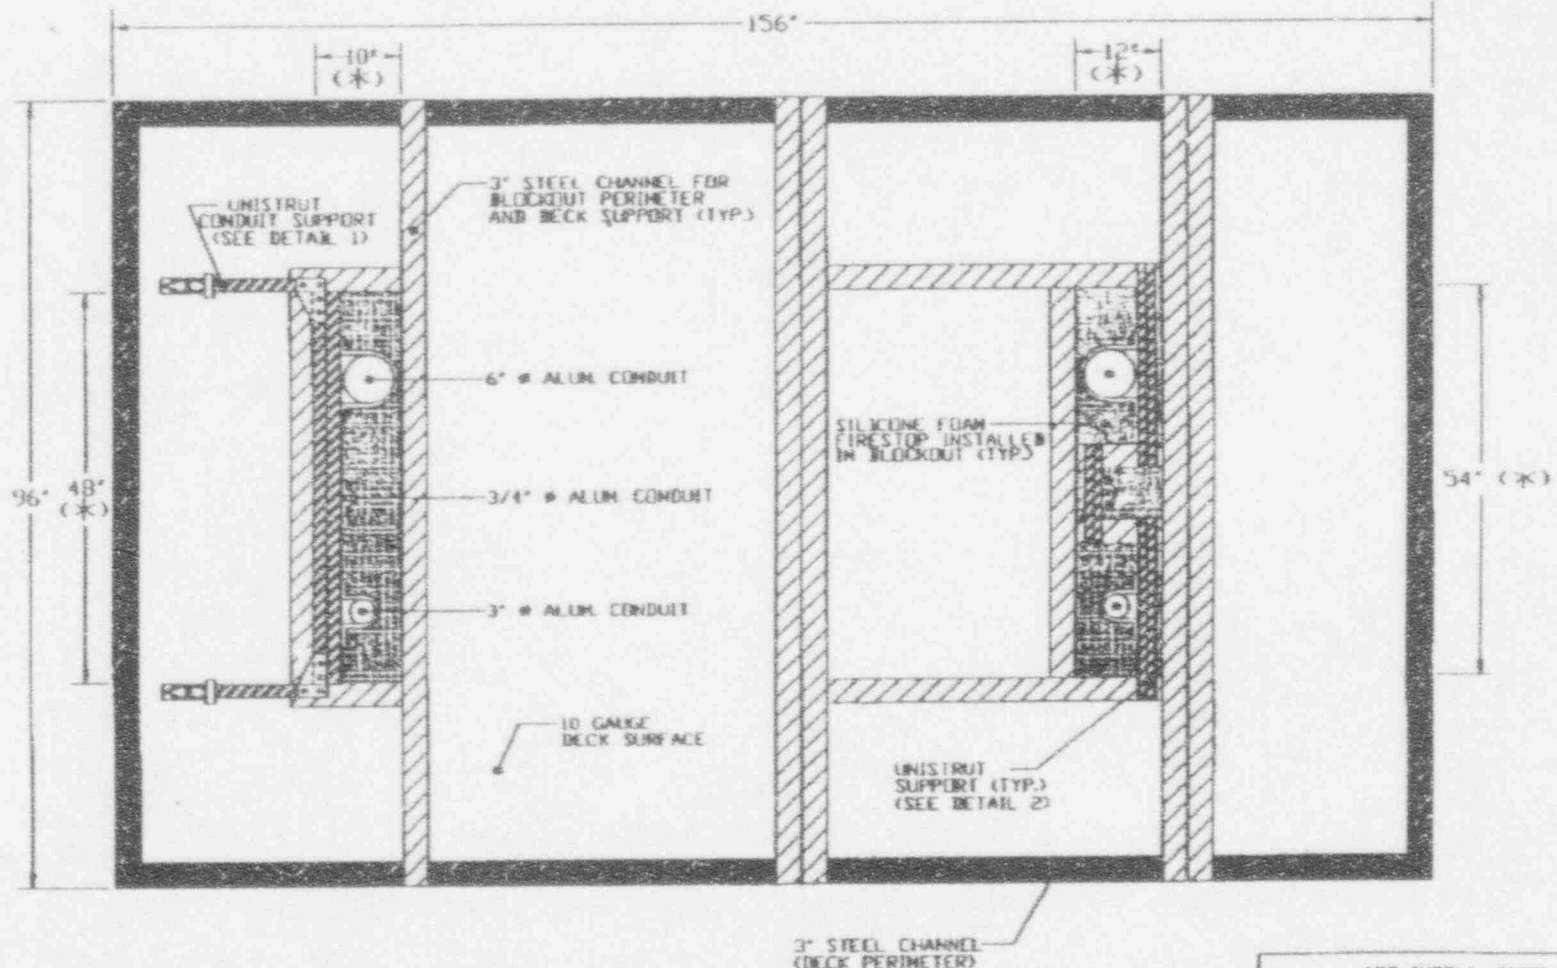 156"
10"
(*)
12"
(*)
UNISTRUT
CONDUIT SUPPORT
(SEE DETAIL 1)
3" STEEL CHANNEL FOR
BLOCKOUT PERIMETER
AND DECK SUPPORT (TYP.)
6" ø ALUM. CONDUIT
SILICONE FOAM
FIRESTOP INSTALLED
IN BLOCKOUT (TYP.)
96"
48"
(*)
3/4" ø ALUM. CONDUIT
54" (*)
3" ø ALUM. CONDUIT
10 GAUGE
DECK SURFACE
UNISTRUT
SUPPORT (TYP.)
(SEE DETAIL 2)
3" STEEL CHANNEL
(DECK PERIMETER)